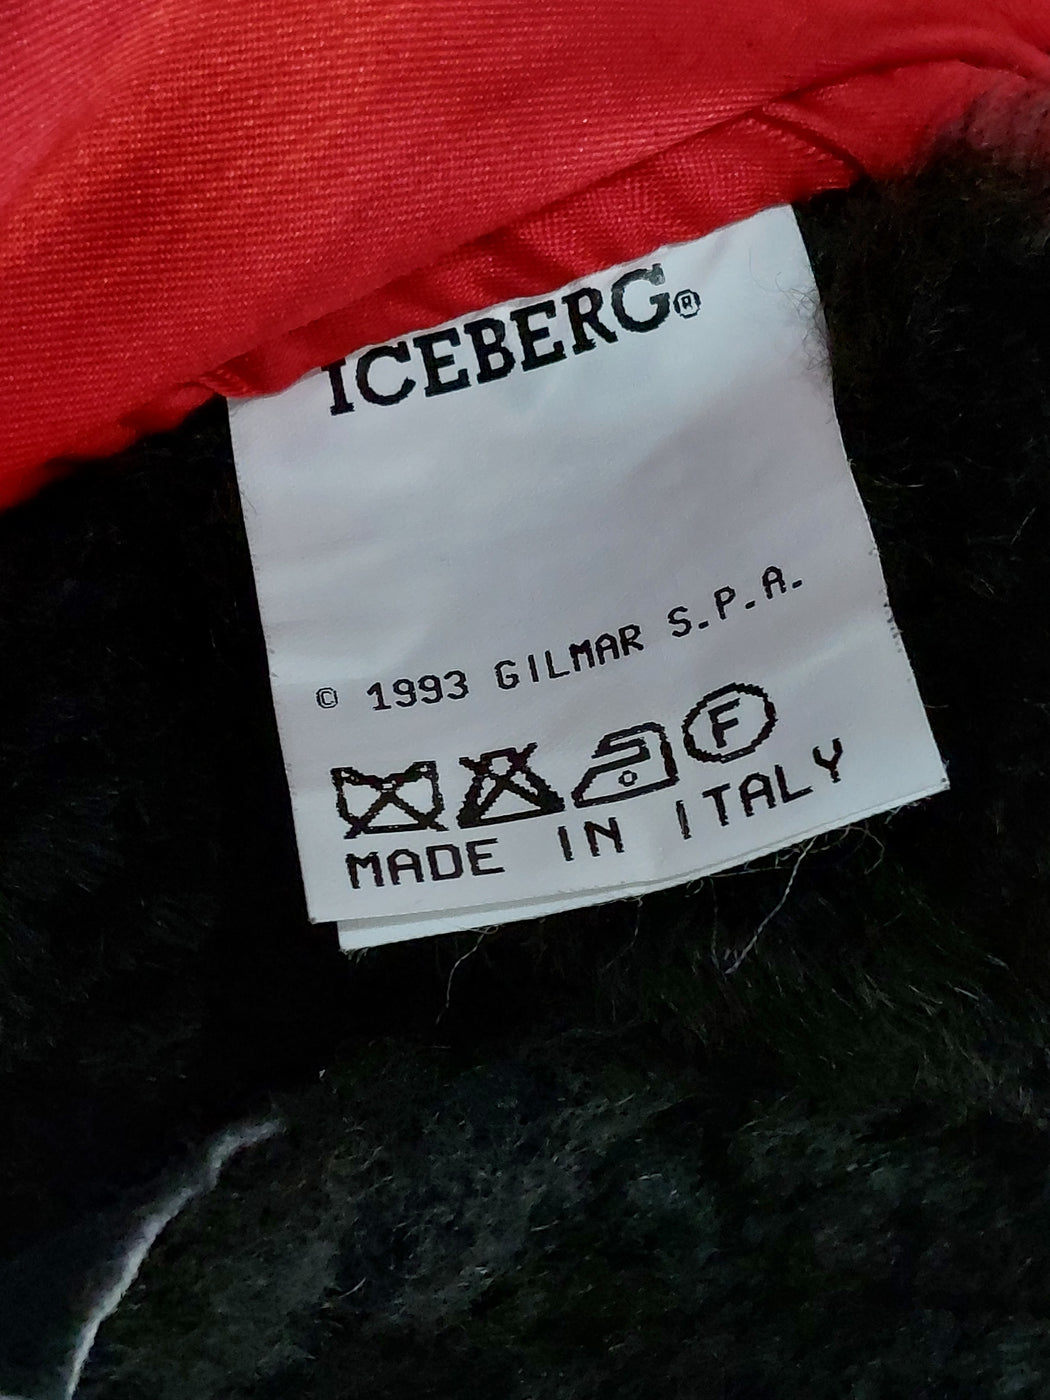 ICEBERG®
© 1993 GILMAR S.P.A.
F
MADE IN ITALY